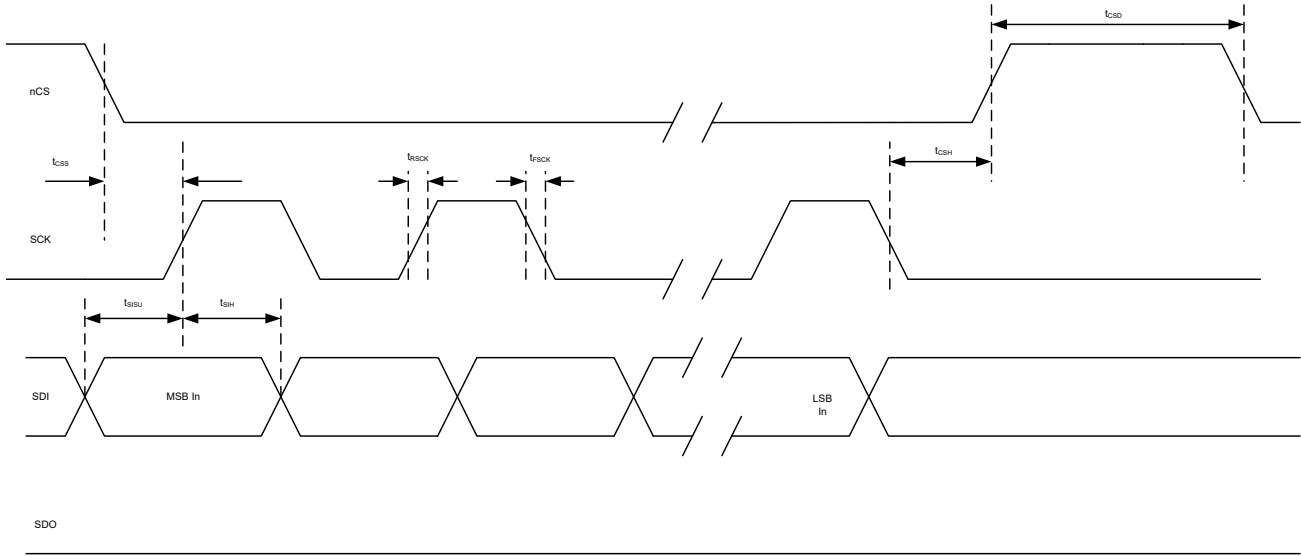 tCSD
nCS
tCSS
tRSCK
tFSCK
tCSH
SCK
tSISU
tSIH
SDI
MSB In
LSB
In
SDO